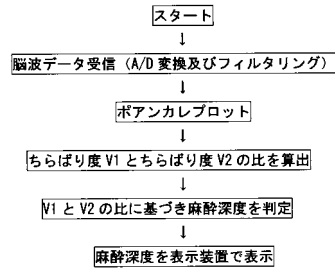 スタート
↓
脳波データ受信(A/D変換及びフィルタリング)
↓
ポアンカレプロット
↓
ちらばり度V1とちらばり度V2の比を算出
↓
V1とV2の比に基づき麻酔深度を判定
↓
麻酔深度を表示装置で表示